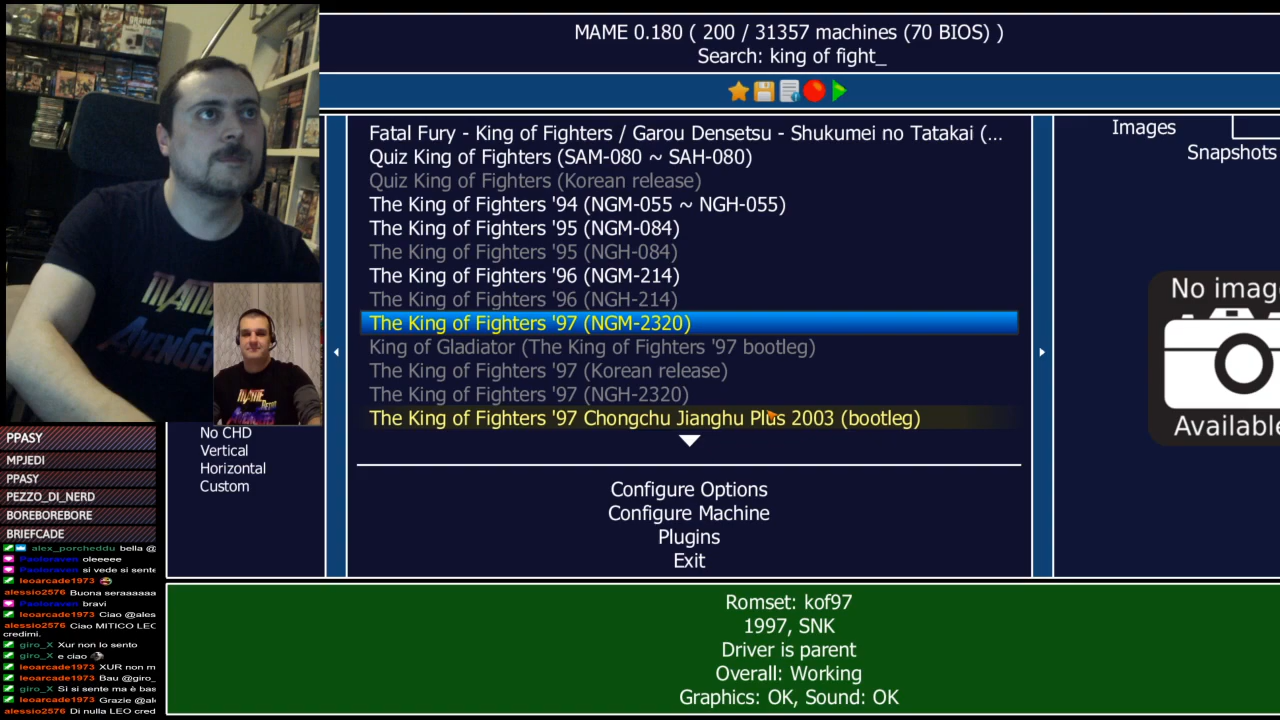 MAME 0.180 ( 200 / 31357 machines (70 BIOS) )
Search: king of fight_
Fatal Fury - King of Fighters / Garou Densetsu - Shukumei no Tatakai (...
Quiz King of Fighters (SAM-080 ~ SAH-080)
Quiz King of Fighters (Korean release)
The King of Fighters '94 (NGM-055 ~ NGH-055)
The King of Fighters '95 (NGM-084)
The King of Fighters '95 (NGH-084)
The King of Fighters '96 (NGM-214)
The King of Fighters '96 (NGH-214)
The King of Fighters '97 (NGM-2320)
King of Gladiator (The King of Fighters '97 bootleg)
The King of Fighters '97 (Korean release)
The King of Fighters '97 (NGH-2320)
The King of Fighters '97 Chongchu Jianghu Plus 2003 (bootleg)
Configure Options
Configure Machine
Plugins
Exit
Images
Snapshots
No imag
Available
No CHD
Vertical
Horizontal
Custom
Romset: kof97
1997, SNK
Driver is parent
Overall: Working
Graphics: OK, Sound: OK
PPASY
MPJEDI
PPASY
PEZZO_DI_NERD
BOREBOREBORE
BRIEFCADE
alex_porcheddu bella @
Paoloraven oleeeee
Paoloraven si vede si sente
leoarcade1973
alessio2576 Buona seraaaaaa
Paoloraven bravi
leoarcade1973 Ciao @ales
alessio2576 Ciao MITICO LEO
credimi.
giro_X Xur non lo sento
giro_X e ciao
leoarcade1973 XUR non m
leoarcade1973 Bau @giro_
giro_X Si si sente ma è bas
leoarcade1973 Grazie @al
alessio2576 Di nulla LEO cred
MAME
AVENGER
MAME